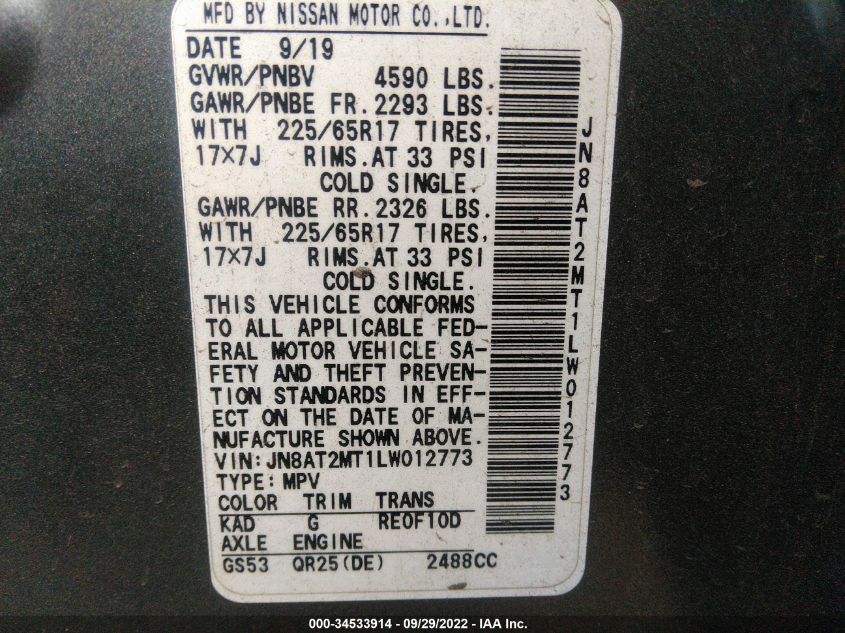 MFD BY NISSAN MOTOR CO.,LTD.
DATE 9/19
GVWR/PNBV 4590 LBS.
GAWR/PNBE FR.2293 LBS.
WITH 225/65R17 TIRES,
17X7J RIMS.AT 33 PSI
COLD SINGLE.
GAWR/PNBE RR.2326 LBS.
WITH 225/65R17 TIRES,
17X7J RIMS.AT 33 PSI
COLD SINGLE.
THIS VEHICLE CONFORMS
TO ALL APPLICABLE FED-
ERAL MOTOR VEHICLE SA-
FETY AND THEFT PREVEN-
TION STANDARDS IN EFF-
ECT ON THE DATE OF MA-
NUFACTURE SHOWN ABOVE.
VIN:JN8AT2MT1LW012773
TYPE:MPV
COLOR TRIM TRANS
KAD G RE0F10D
AXLE ENGINE
GS53 QR25(DE) 2488CC
JN8AT2MT1LW012773
000-34533914 - 09/29/2022 - IAA Inc.